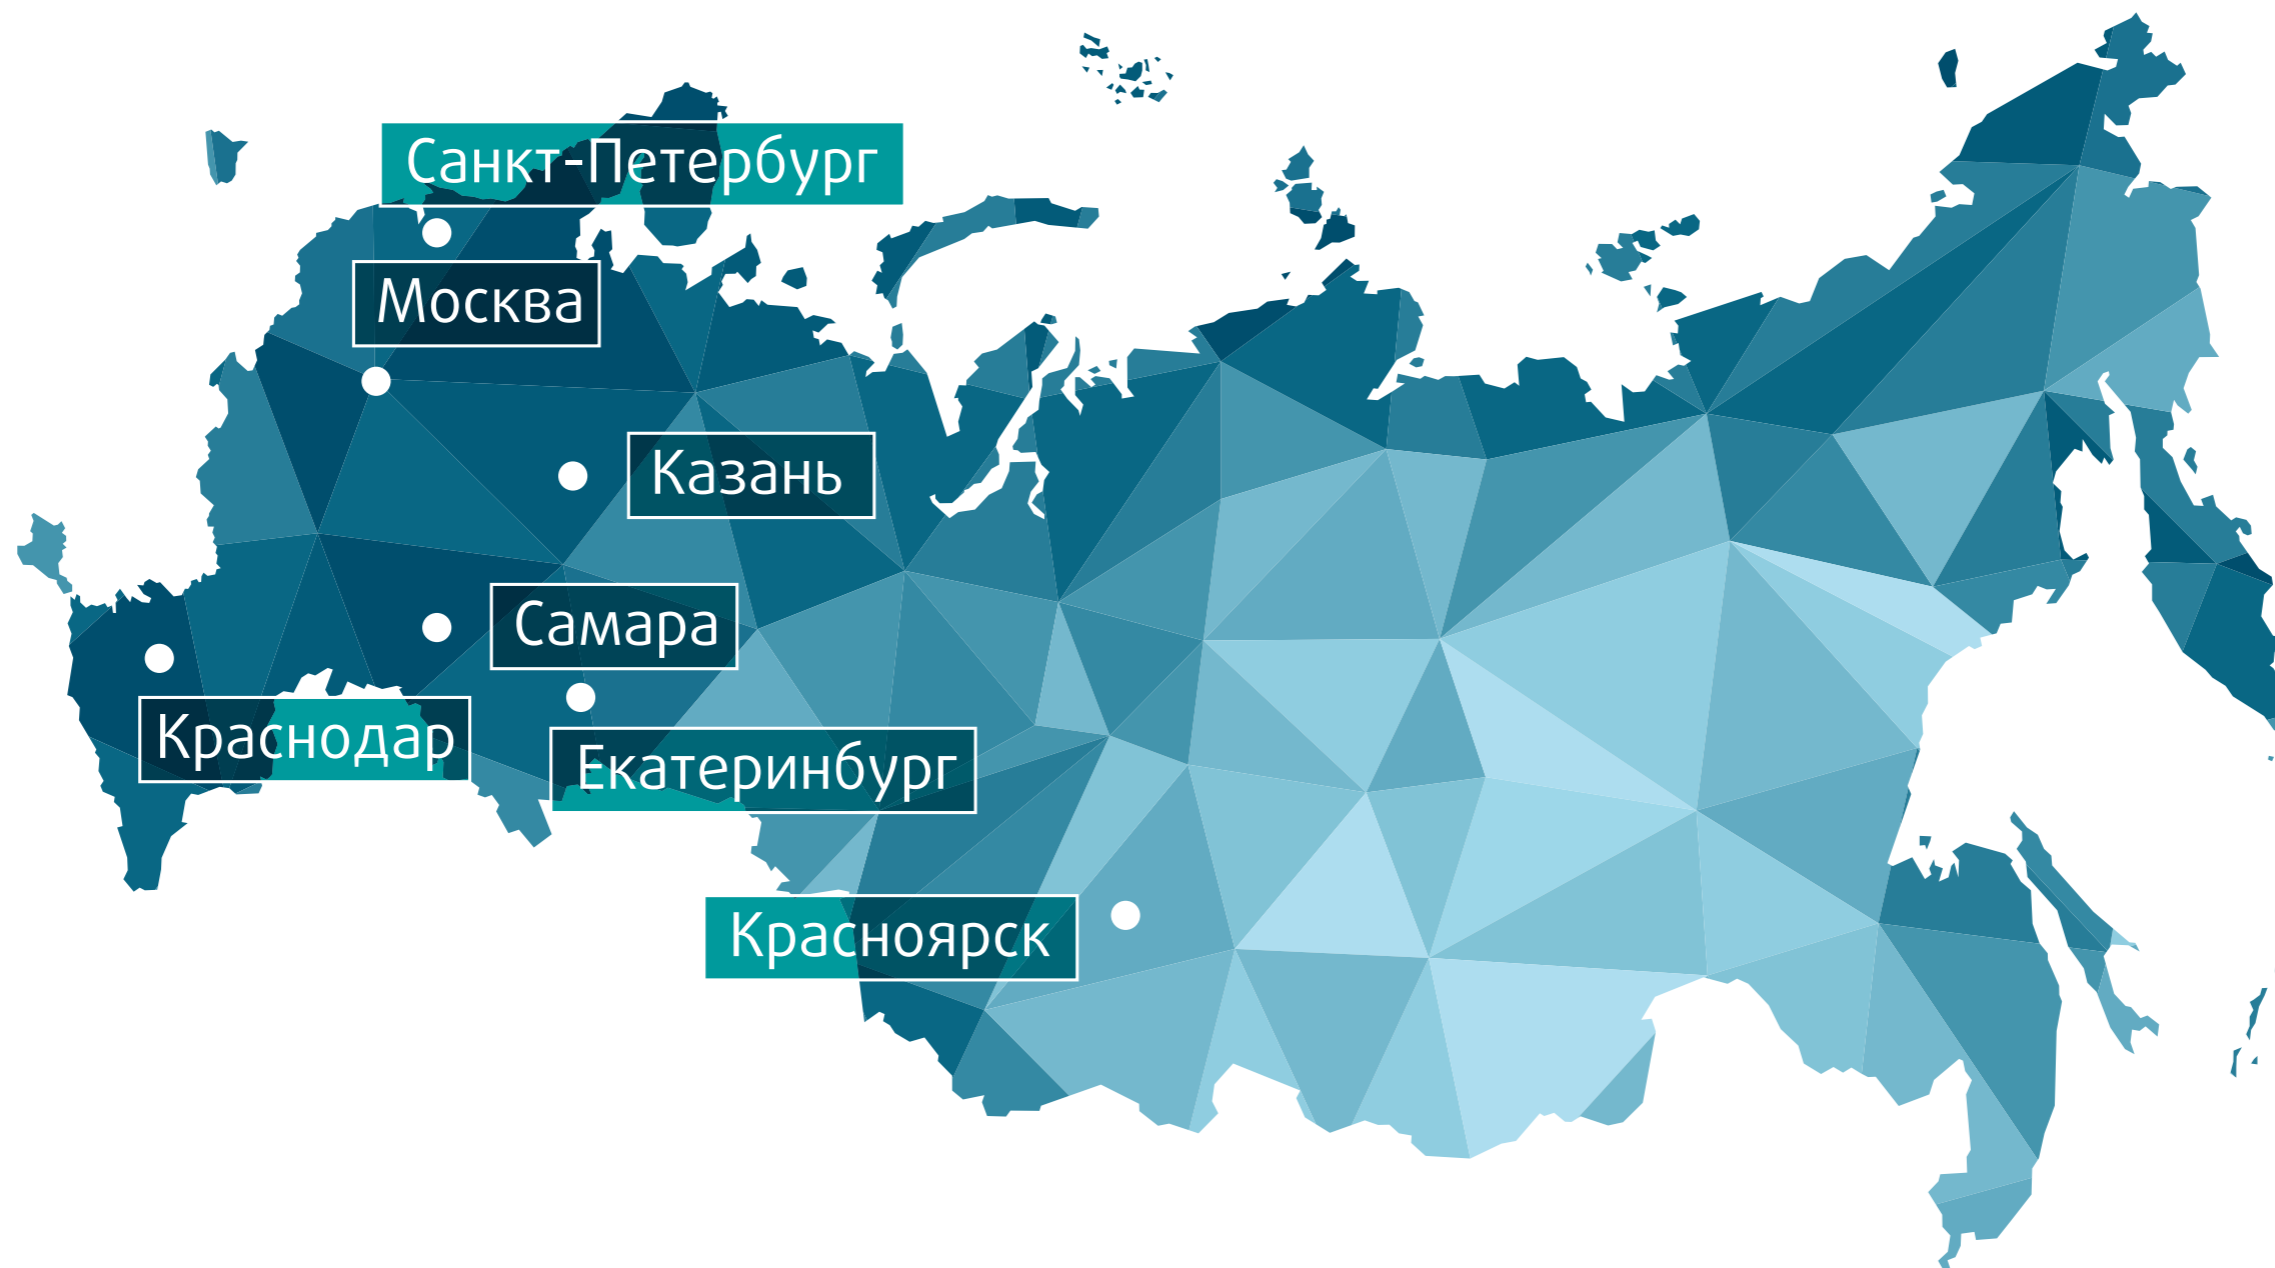 Санкт-Петербург
Москва
Казань
Самара
Краснодар
Екатеринбург
Красноярск